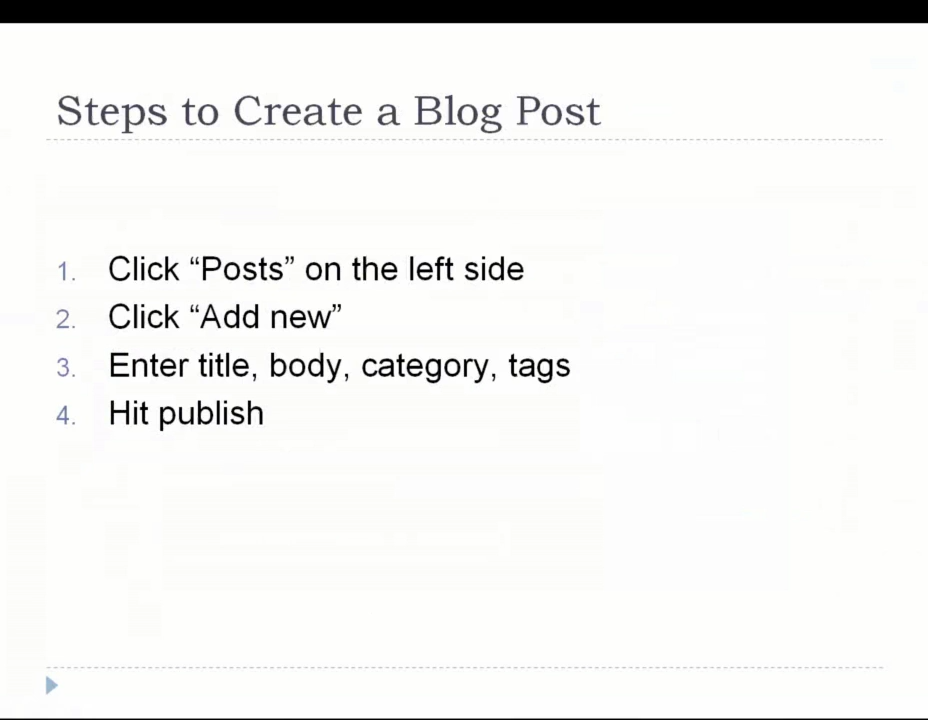 Steps to Create a Blog Post
1. Click “Posts” on the left side
2. Click “Add new”
3. Enter title, body, category, tags
4. Hit publish